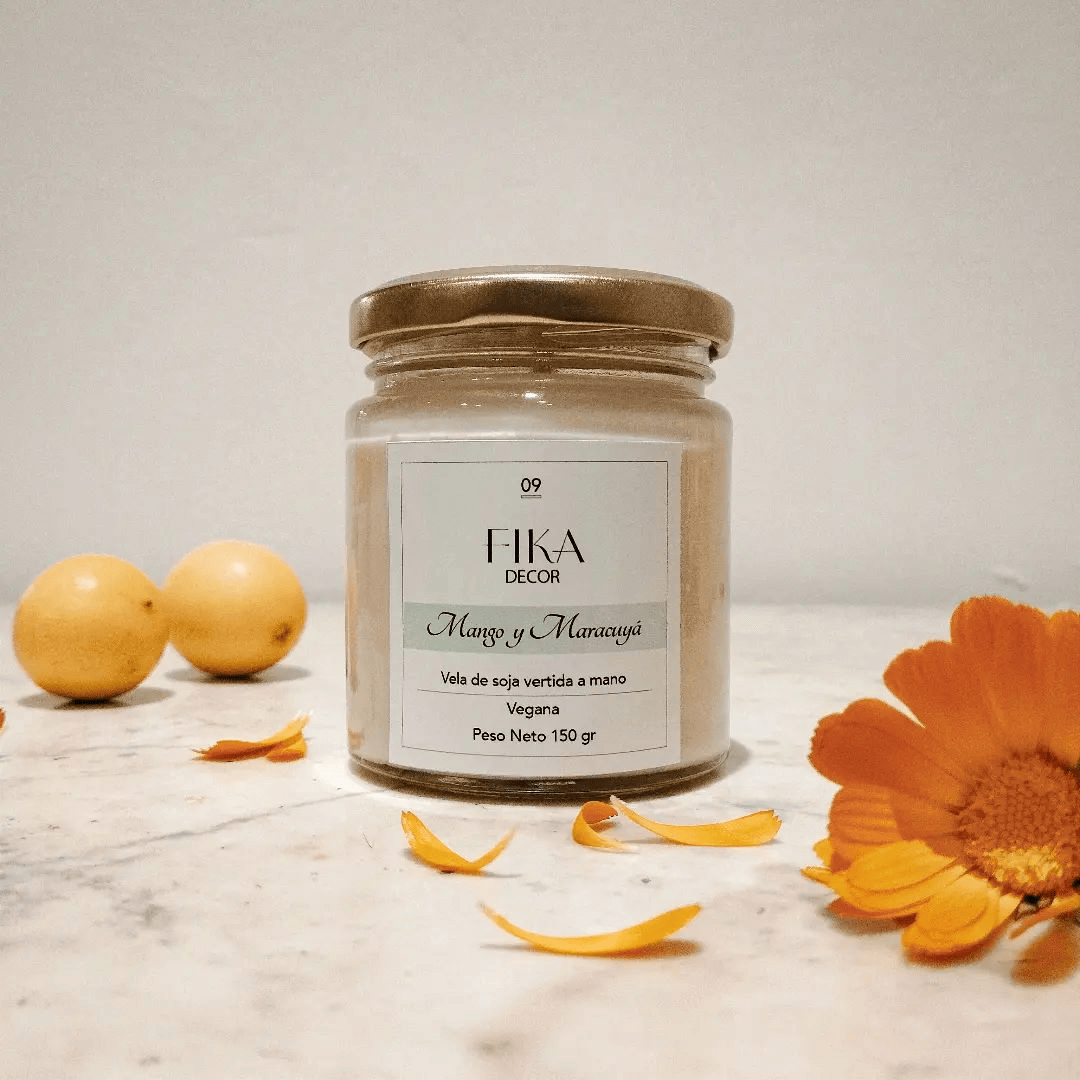 09
FIKA
DECOR
Mango y Maracuyá
Vela de soja vertida a mano
Vegana
Peso Neto 150 gr